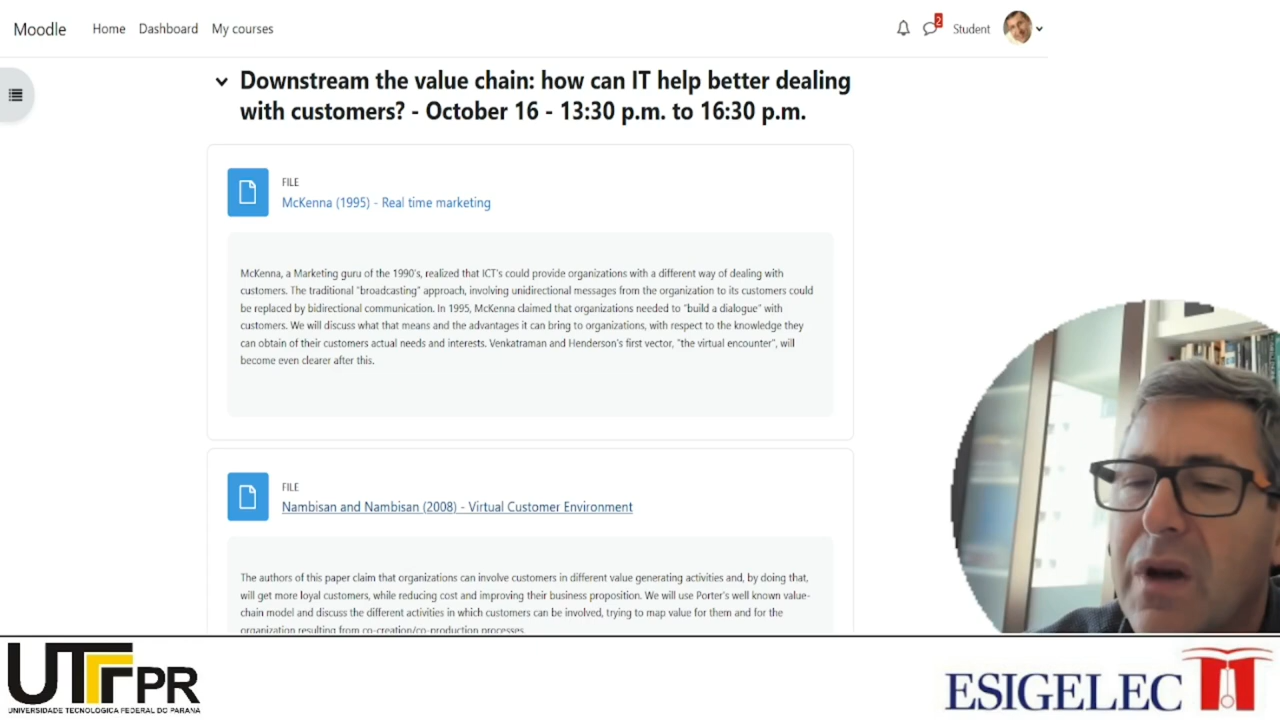 Moodle Home Dashboard My courses 2 Student
Downstream the value chain: how can IT help better dealing
with customers? - October 16 - 13:30 p.m. to 16:30 p.m.
FILE
McKenna (1995) - Real time marketing
McKenna, a Marketing guru of the 1990's, realized that ICT's could provide organizations with a different way of dealing with
customers. The traditional "broadcasting" approach, involving unidirectional messages from the organization to its customers could
be replaced by bidirectional communication. In 1995, McKenna claimed that organizations needed to "build a dialogue" with
customers. We will discuss what that means and the advantages it can bring to organizations, with respect to the knowledge they
can obtain of their customers actual needs and interests. Venkatraman and Henderson's first vector, "the virtual encounter", will
become even clearer after this.
FILE
Nambisan and Nambisan (2008) - Virtual Customer Environment
The authors of this paper claim that organizations can involve customers in different value generating activities and, by doing that,
will get more loyal customers, while reducing cost and improving their business proposition. We will use Porter's well known value-
chain model and discuss the different activities in which customers can be involved, trying to map value for them and for the
organization resulting from co-creation/co-production processes.
UTFPR
UNIVERSIDADE TECNOLÓGICA FEDERAL DO PARANÁ
ESIGELEC